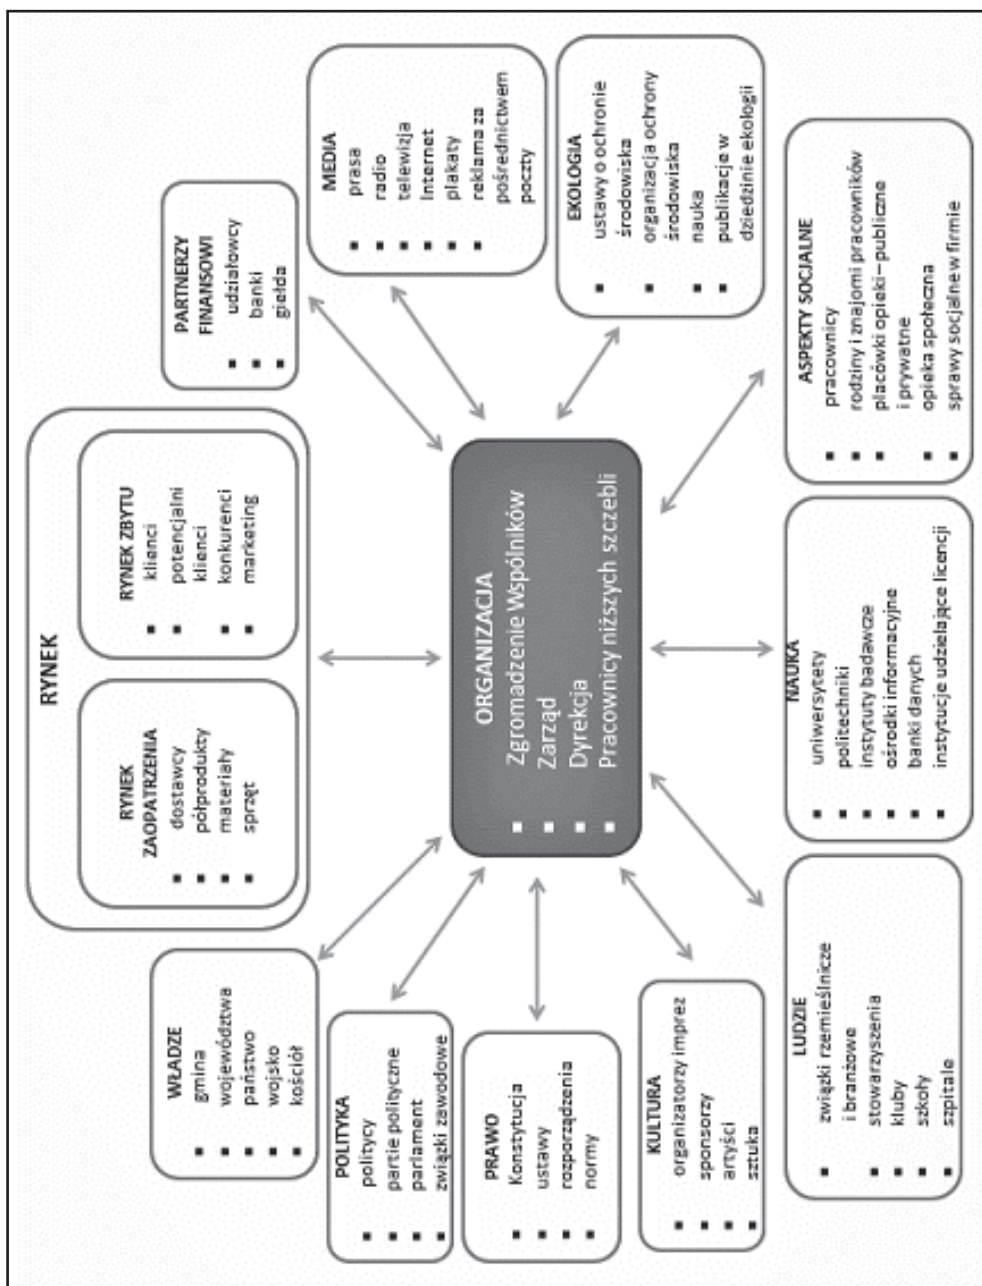 RYNEK
RYNEK
ZAOPATRZENIA
dostawcy
półprodukty
materiały
sprzęt
RYNEK ZBYTU
klienci
potencjalni
klienci
konkurenci
marketing
PARTNERZY
FINANSOWI
udziałowcy
banki
giełda
MEDIA
prasa
radio
telewizja
Internet
plakaty
reklama za
pośrednictwem
poczty
EKOLOGIA
ustawy o ochronie
środowiska
organizacja ochrony
środowiska
nauka
publikacje w
dziedzinie ekologii
ASPEKTY SOCJALNE
pracownicy
rodziny i znajomi pracowników
placówki opieki – publiczne
i prywatne
opieka społeczna
sprawy socjalne w firmie
NAUKA
uniwersytety
politechniki
instytuty badawcze
ośrodki informacyjne
banki danych
instytucje udzielające licencji
LUDZIE
związki rzemieślnicze
i branżowe
stowarzyszenia
kluby
szkoły
szpitale
KULTURA
organizatorzy imprez
sponsorzy
artyści
sztuka
PRAWO
Konstytucja
ustawy
rozporządzenia
normy
POLITYKA
politycy
partie polityczne
parlament
związki zawodowe
WŁADZE
gmina
województwa
państwo
wojsko
kościół
ORGANIZACJA
Zgromadzenie Wspólników
Zarząd
Dyrekcja
Pracownicy niższych szczebli